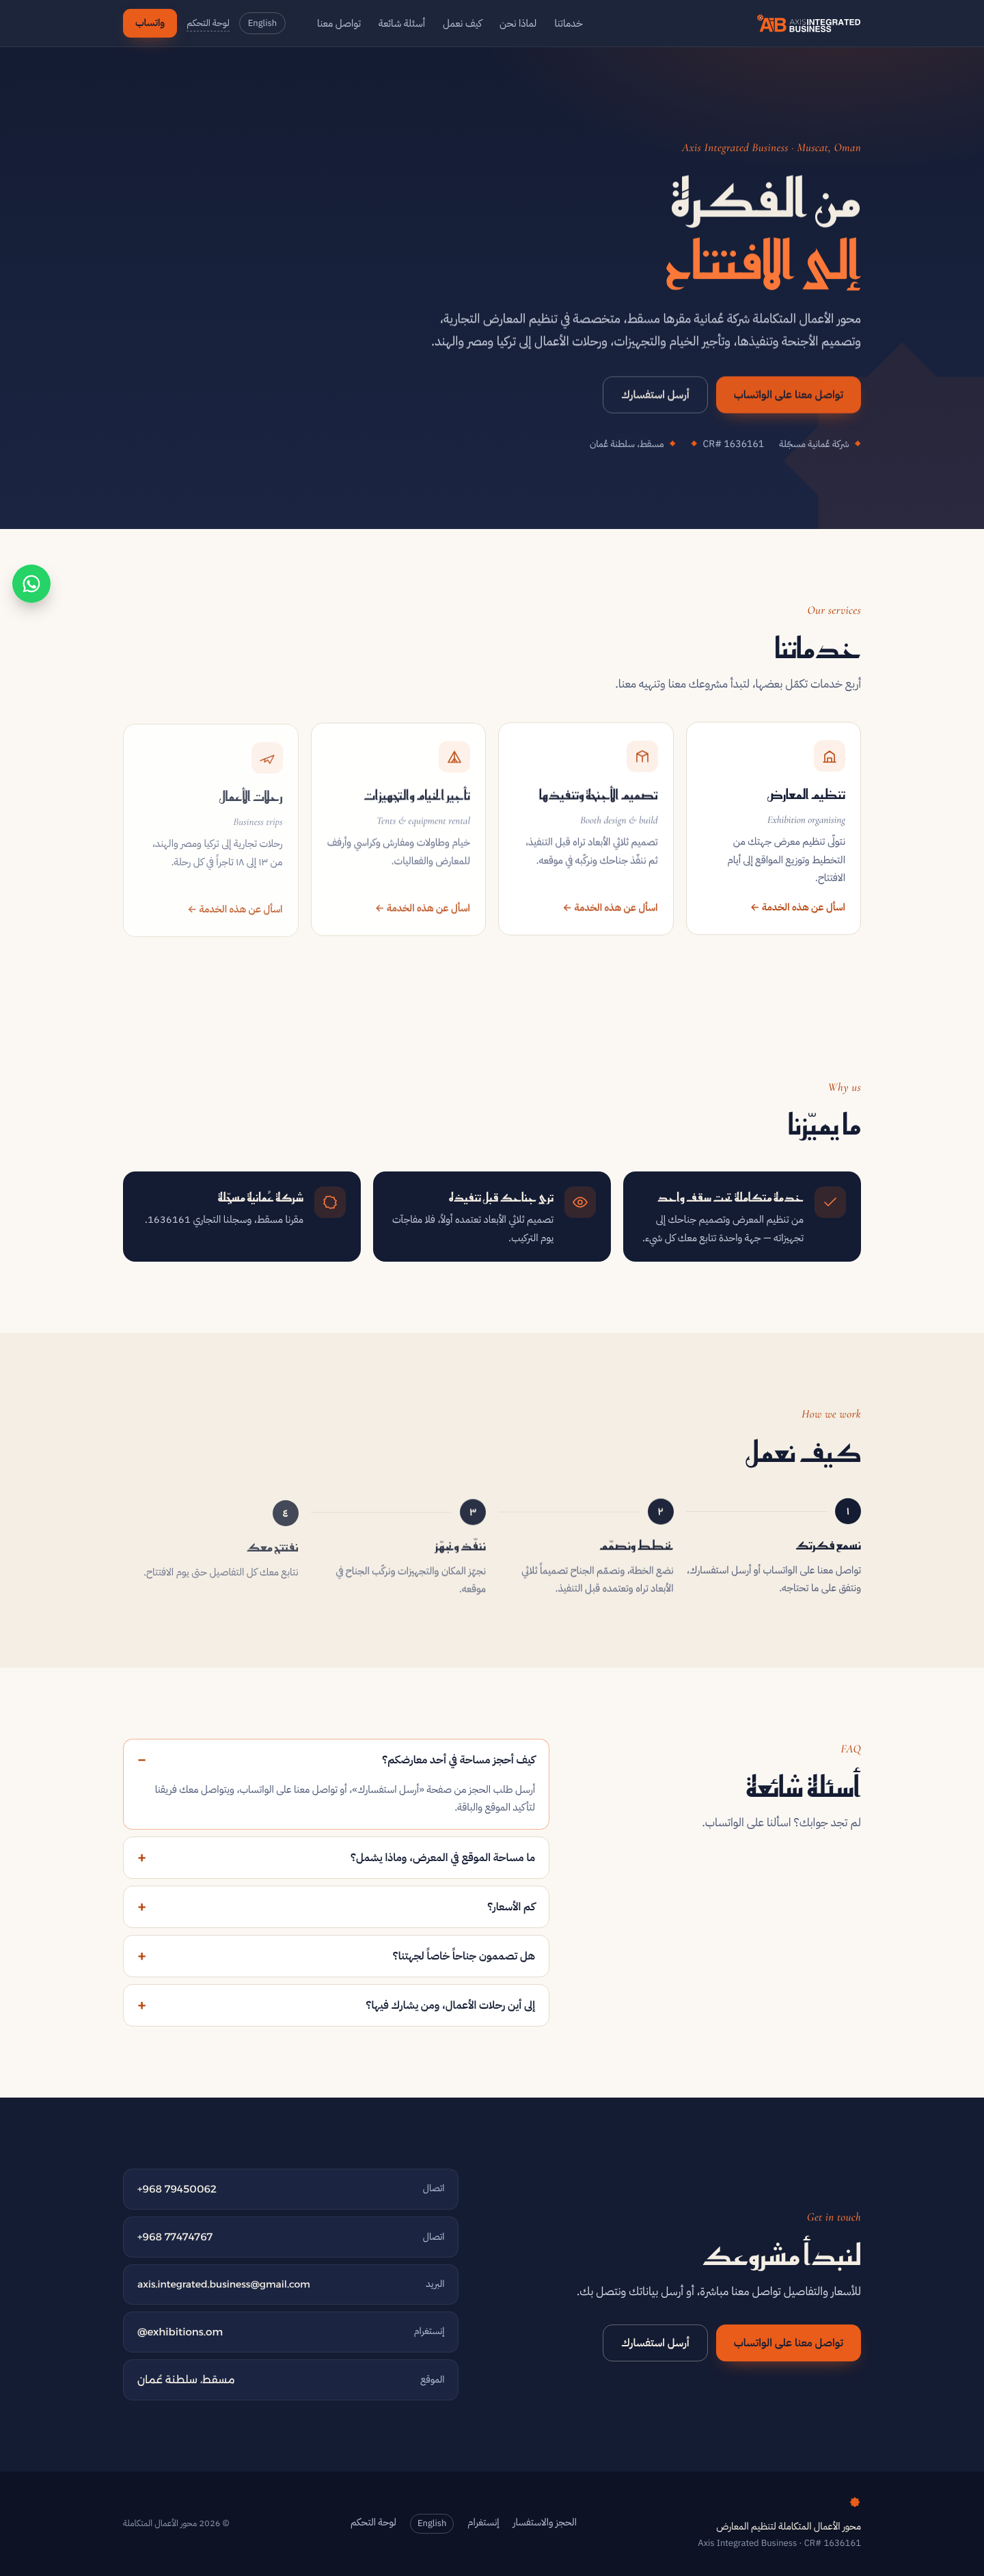 AiB AXIS INTEGRATED
BUSINESS
خدماتنا
لماذا نحن
كيف نعمل
أسئلة شائعة
تواصل معنا
English
لوحة التحكم
واتساب
Axis Integrated Business · Muscat, Oman
من الفكرة
إلى الافتتاح
محور الأعمال المتكاملة شركة عُمانية مقرها مسقط، متخصصة في تنظيم المعارض التجارية،
وتصميم الأجنحة وتنفيذها، وتأجير الخيام والتجهيزات، ورحلات الأعمال إلى تركيا ومصر والهند.
تواصل معنا على الواتساب
أرسل استفسارك
شركة عُمانية مسجّلة
CR# 1636161
مسقط، سلطنة عُمان
Our services
خدماتنا
أربع خدمات تكمّل بعضها، لتبدأ مشروعك معنا وتنهيه معنا.
تنظيم المعارض
Exhibition organising
نتولّى تنظيم معرض جهتك من
التخطيط وتوزيع المواقع إلى أيام
الافتتاح.
اسأل عن هذه الخدمة ←
تصميم الأجنحة وتنفيذها
Booth design & build
تصميم ثلاثي الأبعاد تراه قبل التنفيذ،
ثم ننفّذ جناحك ونركّبه في موقعه.
اسأل عن هذه الخدمة ←
تأجير الخيام والتجهيزات
Tents & equipment rental
خيام وطاولات ومفارش وكراسي وأرفف
للمعارض والفعاليات.
اسأل عن هذه الخدمة ←
رحلات الأعمال
Business trips
رحلات تجارية إلى تركيا ومصر والهند،
من ١٣ إلى ١٨ تاجراً في كل رحلة.
اسأل عن هذه الخدمة ←
Why us
ما يميّزنا
خدمة متكاملة تحت سقف واحد
من تنظيم المعرض وتصميم جناحك إلى
تجهيزاته — جهة واحدة تتابع معك كل شيء.
ترى جناحك قبل تنفيذه
تصميم ثلاثي الأبعاد تعتمده أولاً، فلا مفاجآت
يوم التركيب.
شركة عُمانية مسجّلة
مقرنا مسقط، وسجلنا التجاري 1636161.
How we work
كيف نعمل
١
نسمع فكرتك
تواصل معنا على الواتساب أو أرسل استفسارك،
ونتفق على ما تحتاجه.
٢
نخطط ونصمّم
نضع الخطة، ونصمّم الجناح تصميماً ثلاثي
الأبعاد تراه وتعتمده قبل التنفيذ.
٣
ننفّذ ونجهّز
نجهّز المكان والتجهيزات ونركّب الجناح في
موقعه.
٤
نفتتح معك
نتابع معك كل التفاصيل حتى يوم الافتتاح.
FAQ
أسئلة شائعة
لم تجد جوابك؟ اسألنا على الواتساب.
كيف أحجز مساحة في أحد معارضكم؟
−
أرسل طلب الحجز من صفحة «أرسل استفسارك»، أو تواصل معنا على الواتساب، ويتواصل معك فريقنا
لتأكيد الموقع والباقة.
ما مساحة الموقع في المعرض، وماذا يشمل؟
+
كم الأسعار؟
+
هل تصممون جناحاً خاصاً لجهتنا؟
+
إلى أين رحلات الأعمال، ومن يشارك فيها؟
+
Get in touch
لنبدأ مشروعك
للأسعار والتفاصيل تواصل معنا مباشرة، أو أرسل بياناتك ونتصل بك.
تواصل معنا على الواتساب
أرسل استفسارك
اتصال
+968 79450062
اتصال
+968 77474767
البريد
axis.integrated.business@gmail.com
إنستغرام
@exhibitions.om
الموقع
مسقط، سلطنة عُمان
محور الأعمال المتكاملة لتنظيم المعارض
Axis Integrated Business · CR# 1636161
الحجز والاستفسار
إنستغرام
English
لوحة التحكم
© 2026 محور الأعمال المتكاملة